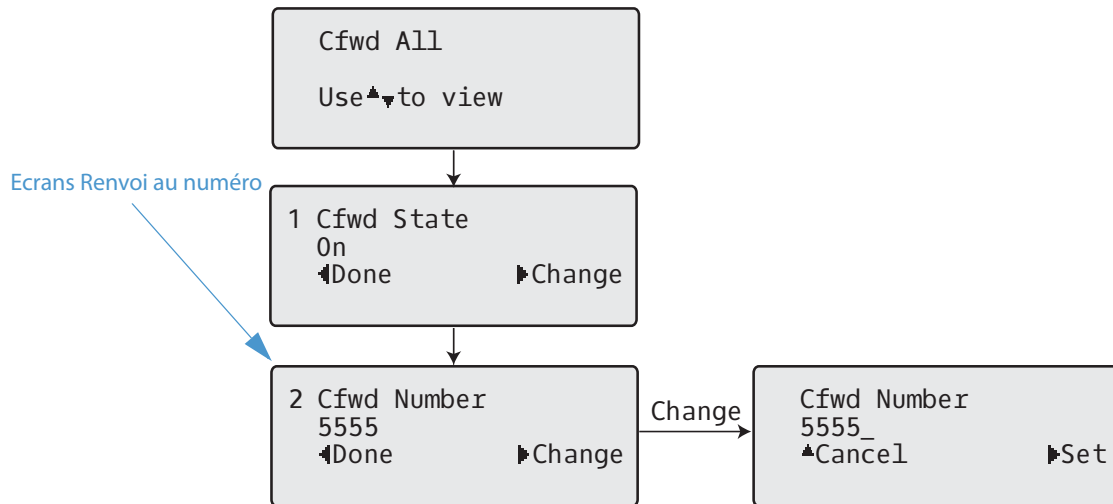 Cfwd All
Use▲▼to view
Ecrans Renvoi au numéro
1 Cfwd State
On
◀Done ▶Change
2 Cfwd Number
5555
◀Done ▶Change
Change
Cfwd Number
5555_
▲Cancel ▶Set